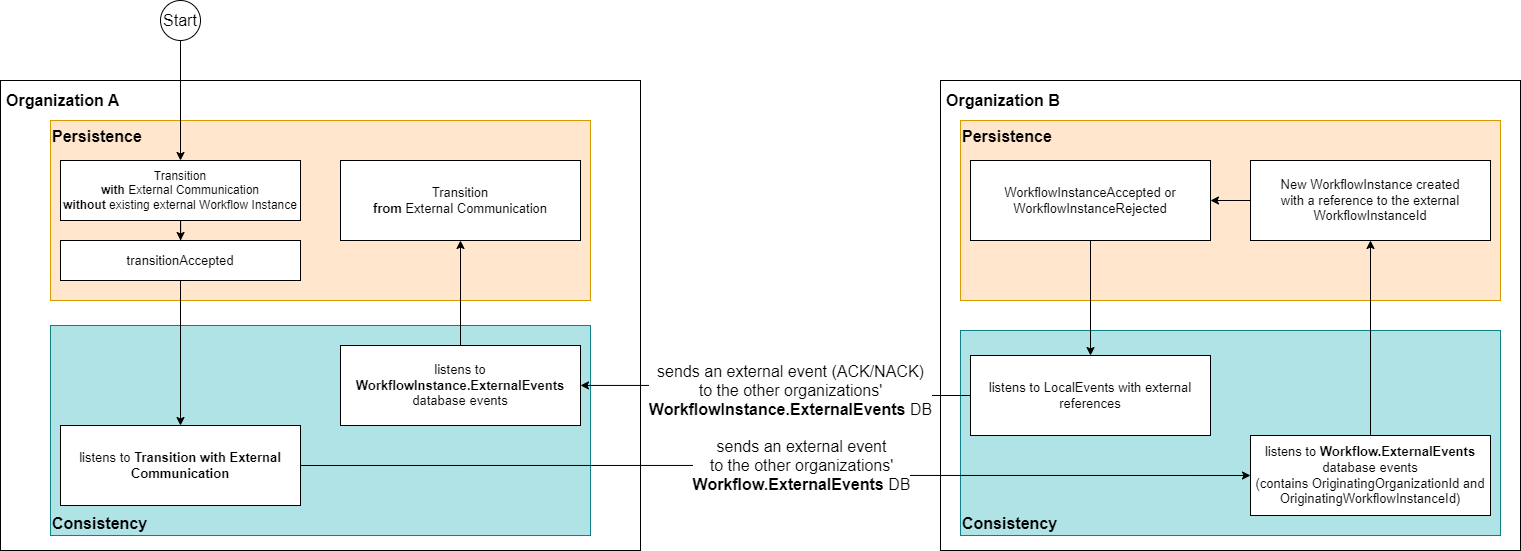 Start
Organization A
Persistence
Transition
with External Communication
without existing external Workflow Instance
transitionAccepted
Transition
from External Communication
listens to
WorkflowInstance.ExternalEvents
database events
listens to Transition with External
Communication
Consistency
sends an external event (ACK/NACK)
to the other organizations'
WorkflowInstance.ExternalEvents DB
sends an external event
to the other organizations'
Workflow.ExternalEvents DB
Organization B
Persistence
WorkflowInstanceAccepted or
WorkflowInstanceRejected
New WorkflowInstance created
with a reference to the external
WorkflowInstanceId
listens to LocalEvents with external
references
listens to Workflow.ExternalEvents
database events
(contains OriginatingOrganizationId and
OriginatingWorkflowInstanceId)
Consistency